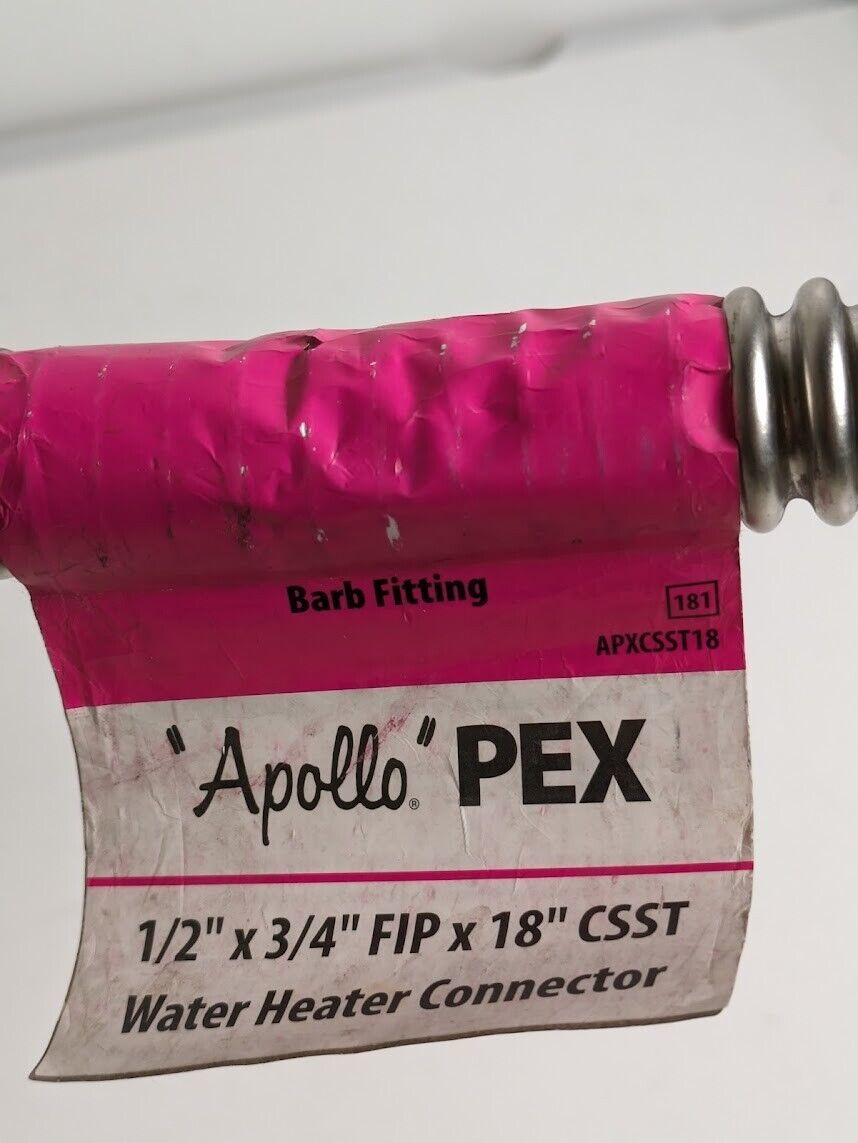 Barb Fitting
181
APXCSST18
"Apollo"® PEX
1/2" x 3/4" FIP x 18" CSST
Water Heater Connector